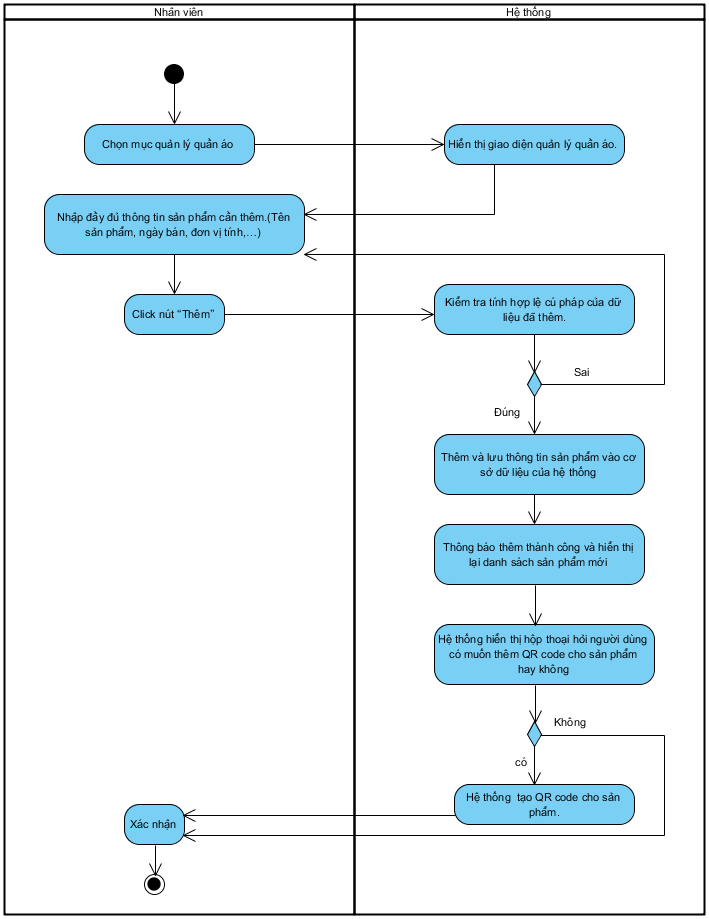 Nhân viên
Hệ thống
Chọn mục quản lý quần áo
Hiển thị giao diện quản lý quần áo.
Nhập đầy đủ thông tin sản phẩm cần thêm.(Tên
sản phẩm, ngày bán, đơn vị tính,...)
Click nút “Thêm”
Kiểm tra tính hợp lệ cú pháp của dữ
liệu đã thêm.
Sai
Đúng
Thêm và lưu thông tin sản phẩm vào cơ
sở dữ liệu của hệ thống
Thông báo thêm thành công và hiển thị
lại danh sách sản phẩm mới
Hệ thống hiển thị hộp thoại hỏi người dùng
có muốn thêm QR code cho sản phẩm
hay không
Không
có
Hệ thống tạo QR code cho sản
phẩm.
Xác nhận